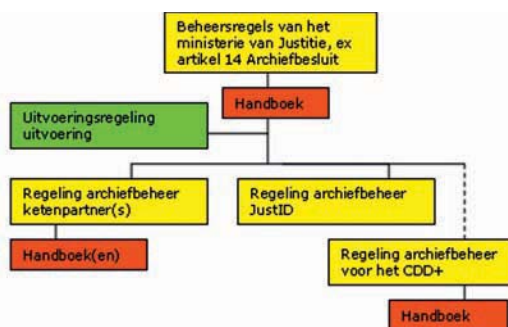 Beheersregels van het
ministerie van Justitie, ex
artikel 14 Archiefbesluit
Handboek
Uitvoeringsregeling
uitvoering
Regeling archiefbeheer
ketenpartner(s)
Regeling archiefbeheer
JustID
Handboek(en)
Regeling archiefbeheer
voor het CDD+
Handboek